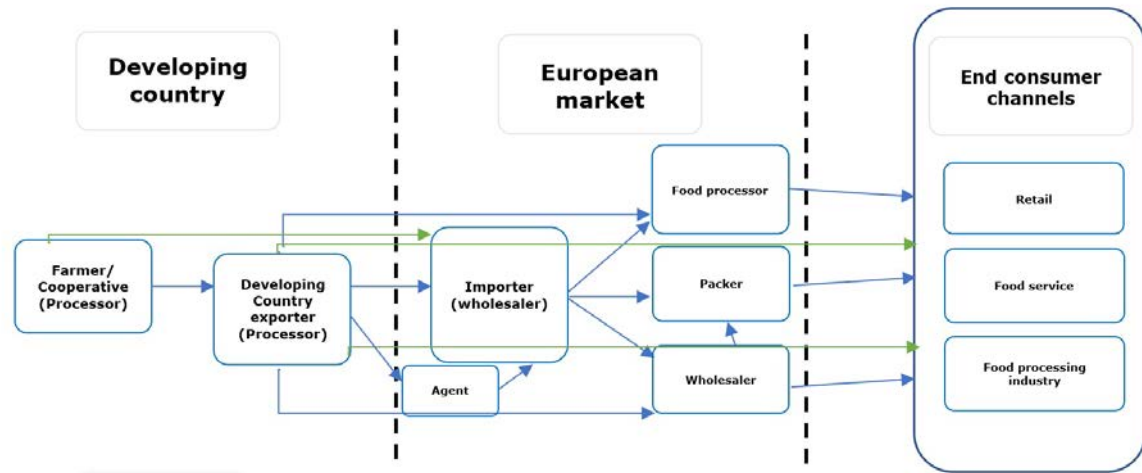 Developing
country
European
market
End consumer
channels
Food processor
Retail
Farmer/
Cooperative
(Processor)
Developing
Country
exporter
(Processor)
Importer
(wholesaler)
Packer
Food service
Agent
Wholesaler
Food processing
industry